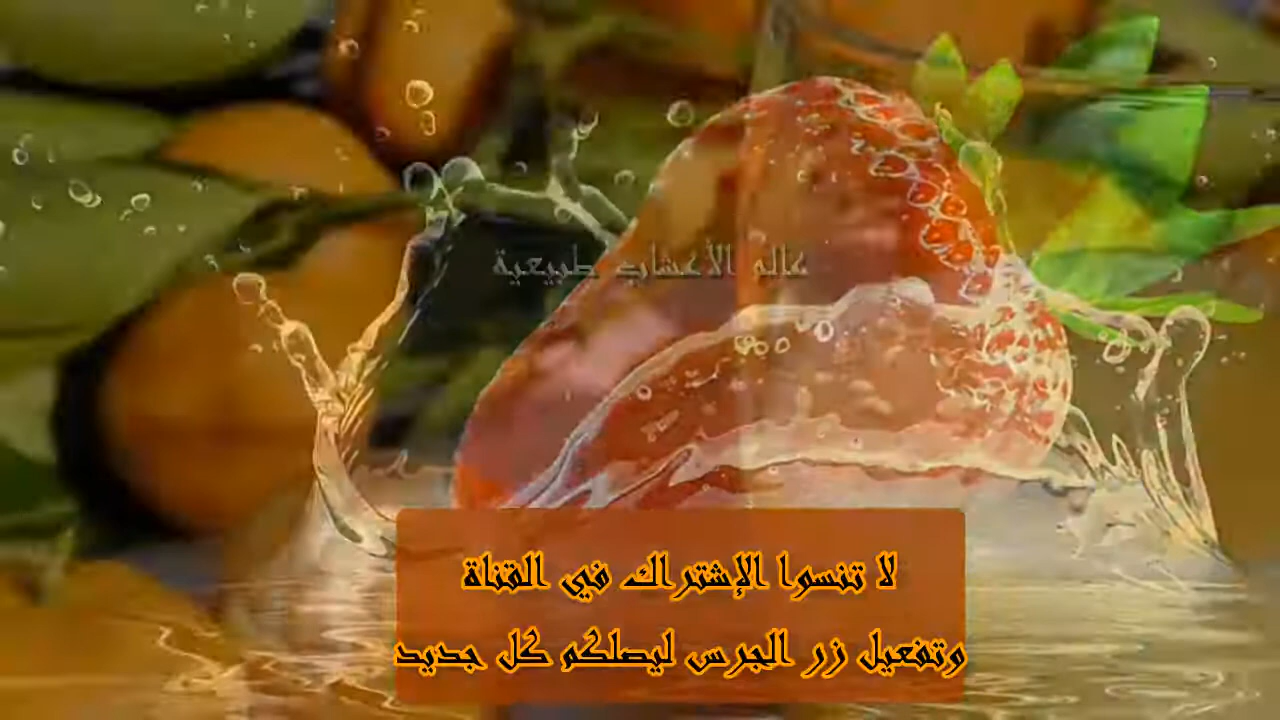 عالم الأعشاب طبيعية
لا تنسوا الإشتراك في القناة
وتفعيل زر الجرس ليصلكم كل جديد